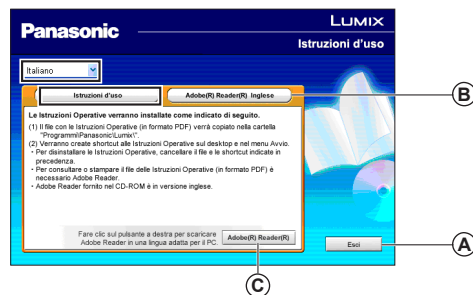 Panasonic
LUMIX
Istruzioni d'uso
Italiano
Istruzioni d'uso
Adobe(R) Reader(R) Inglese
B
Le Istruzioni Operative verranno installate come indicato di seguito.
(1) Il file con le Istruzioni Operative (in formato PDF) verrà copiato nella cartella
"Programmi\Panasonic\Lumix\".
(2) Verranno create shortcut alle Istruzioni Operative sul desktop e nel menu Avvio.
· Per disinstallare le Istruzioni Operative, cancellare il file e le shortcut indicate in
precedenza.
· Per consultare o stampare il file delle Istruzioni Operative (in formato PDF) è
necessario Adobe Reader.
· Adobe Reader fornito nel CD-ROM è in versione inglese.
Fare clic sul pulsante a destra per scaricare
Adobe Reader in una lingua adatta per il PC.
Adobe(R) Reader(R)
Esci
A
C